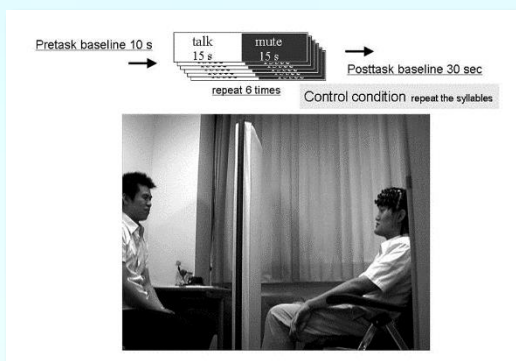 Pretask baseline 10 s
talk
15 s
mute
15 s
repeat 6 times
Posttask baseline 30 sec
Control condition repeat the syllables